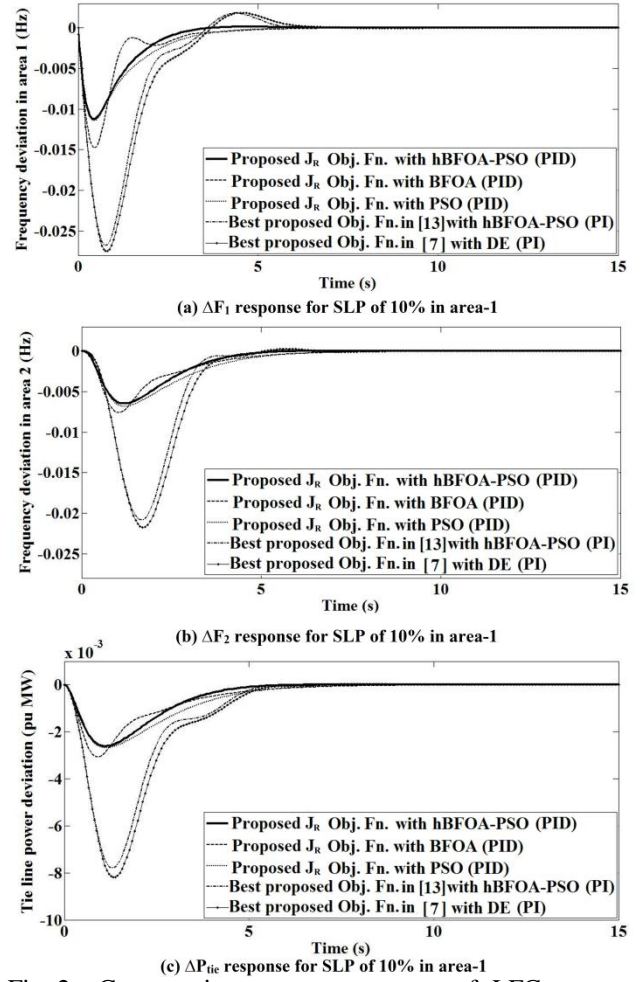 Frequency deviation in area 1 (Hz)
0
-0.005
-0.01
-0.015
-0.02
-0.025
Proposed JR Obj. Fn. with hBFOA-PSO (PID)
Proposed JR Obj. Fn. with BFOA (PID)
Proposed JR Obj. Fn. with PSO (PID)
Best proposed Obj. Fn. in [13]with hBFOA-PSO (PI)
Best proposed Obj. Fn. in [7] with DE (PI)
0 5 10 15
Time (s)
(a) ΔF1 response for SLP of 10% in area-1
Frequency deviation in area 2 (Hz)
0
-0.005
-0.01
-0.015
-0.02
-0.025
Proposed JR Obj. Fn. with hBFOA-PSO (PID)
Proposed JR Obj. Fn. with BFOA (PID)
Proposed JR Obj. Fn. with PSO (PID)
Best proposed Obj. Fn. in [13]with hBFOA-PSO (PI)
Best proposed Obj. Fn. in [7] with DE (PI)
0 5 10 15
Time (s)
(b) ΔF2 response for SLP of 10% in area-1
x 10-3
Tie line power deviation (pu MW)
0
-2
-4
-6
-8
-10
Proposed JR Obj. Fn. with hBFOA-PSO (PID)
Proposed JR Obj. Fn. with BFOA (PID)
Proposed JR Obj. Fn. with PSO (PID)
Best proposed Obj. Fn. in [13]with hBFOA-PSO (PI)
Best proposed Obj. Fn. in [7] with DE (PI)
0 5 10 15
Time (s)
(c) ΔPtie response for SLP of 10% in area-1